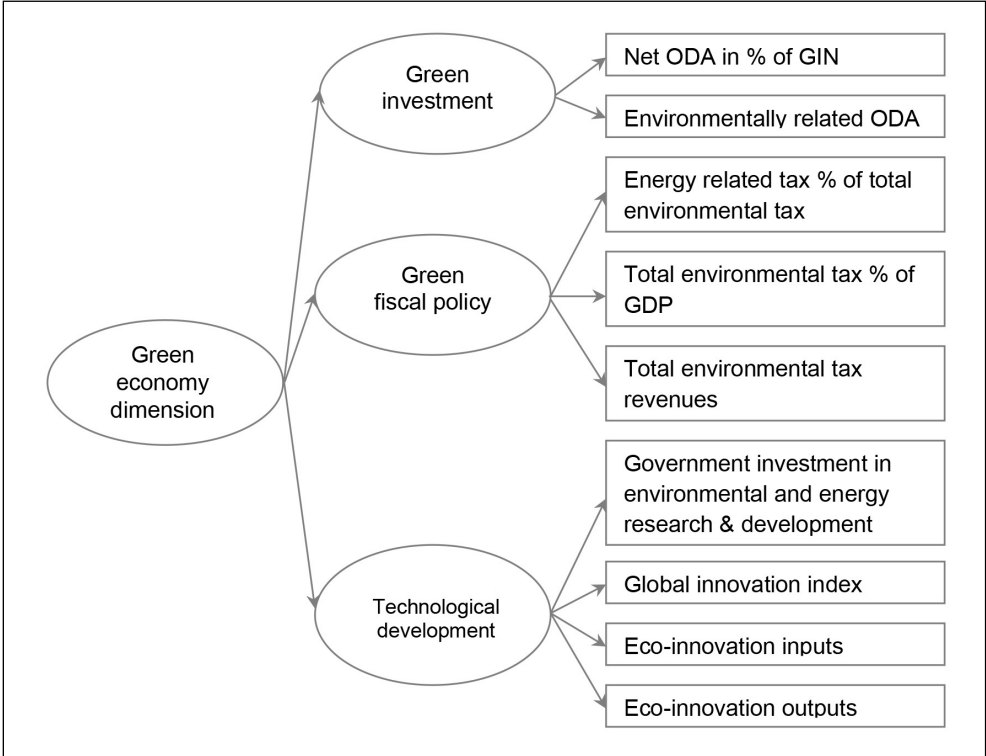 Green
investment
Net ODA in % of GIN
Environmentally related ODA
Green
fiscal policy
Energy related tax % of total
environmental tax
Total environmental tax % of
GDP
Total environmental tax
revenues
Green
economy
dimension
Technological
development
Government investment in
environmental and energy
research & development
Global innovation index
Eco-innovation inputs
Eco-innovation outputs